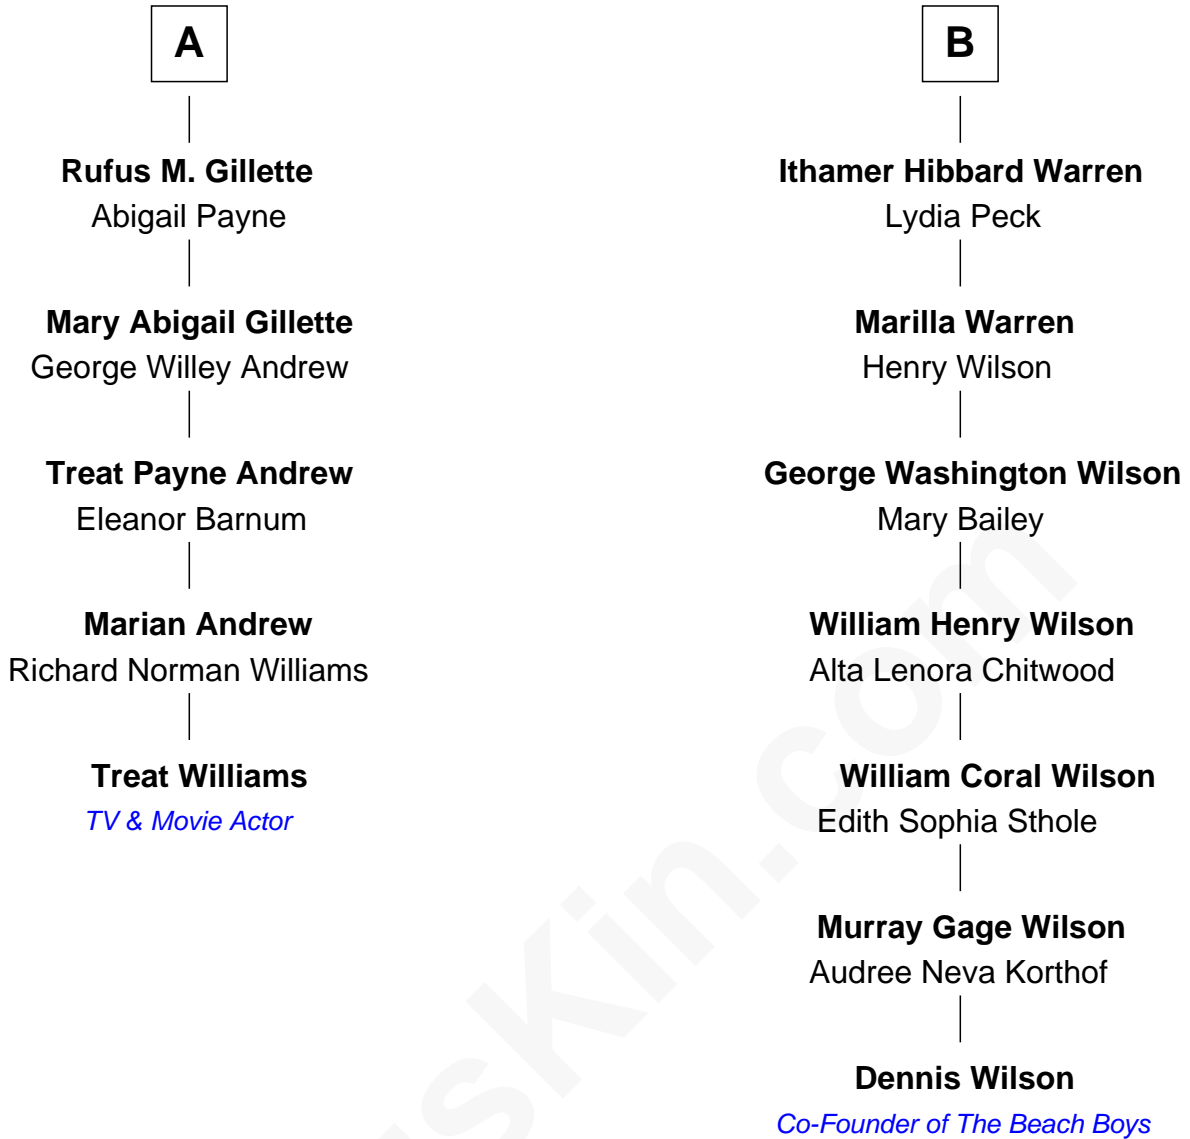 A
Rufus M. Gillette
Abigail Payne
Mary Abigail Gillette
George Willey Andrew
Treat Payne Andrew
Eleanor Barnum
Marian Andrew
Richard Norman Williams
Treat Williams
TV & Movie Actor
B
Ithamer Hibbard Warren
Lydia Peck
Marilla Warren
Henry Wilson
George Washington Wilson
Mary Bailey
William Henry Wilson
Alta Lenora Chitwood
William Coral Wilson
Edith Sophia Sthole
Murray Gage Wilson
Audree Neva Korthof
Dennis Wilson
Co-Founder of The Beach Boys
usKin.com